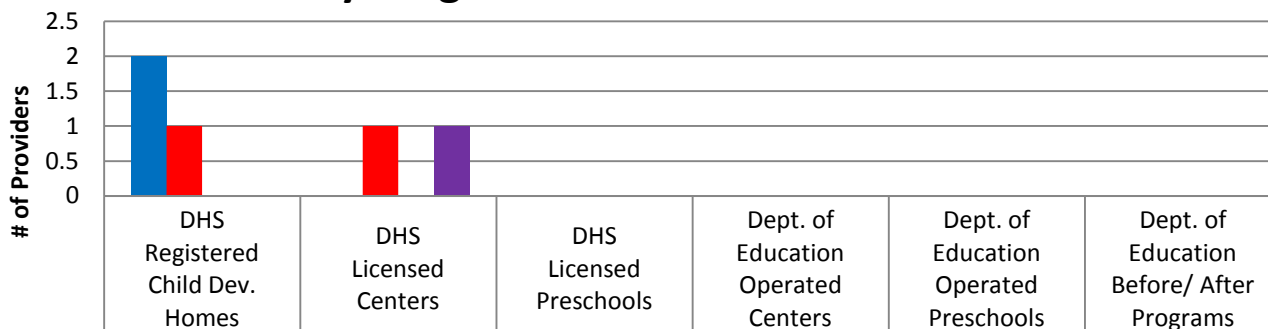 2.5
2
1.5
1
0.5
0
# of Providers
DHS
Registered
Child Dev.
Homes
DHS
Licensed
Centers
DHS
Licensed
Preschools
Dept. of
Education
Operated
Centers
Dept. of
Education
Operated
Preschools
Dept. of
Education
Before/ After
Programs